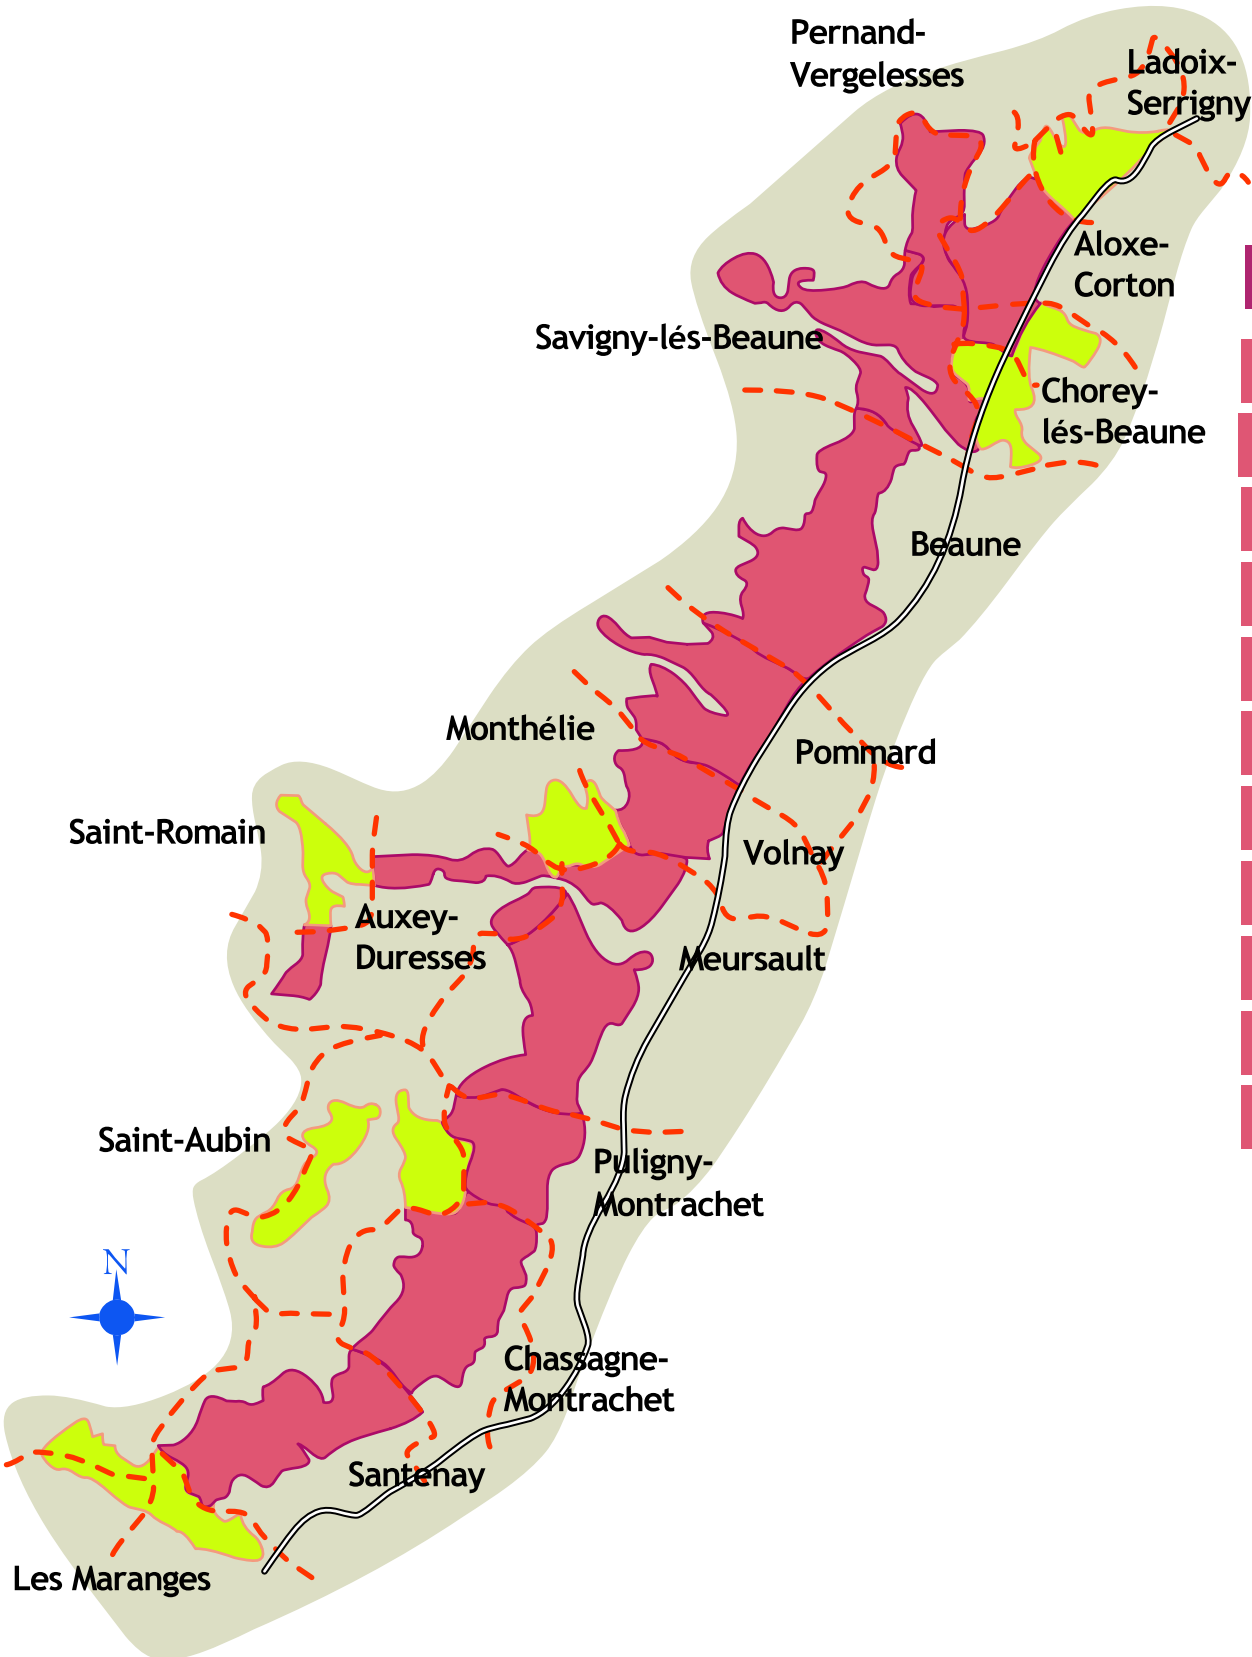 Pernand-
Vergelesses
Ladoix-
Serrigny
Aloxe-
Corton
Savigny-lés-Beaune
Chorey-
lés-Beaune
Beaune
Monthélie
Pommard
Saint-Romain
Volnay
Auxey-
Duresses
Meursault
Saint-Aubin
Puligny-
Montrachet
N
Chassagne-
Montrachet
Santenay
Les Maranges